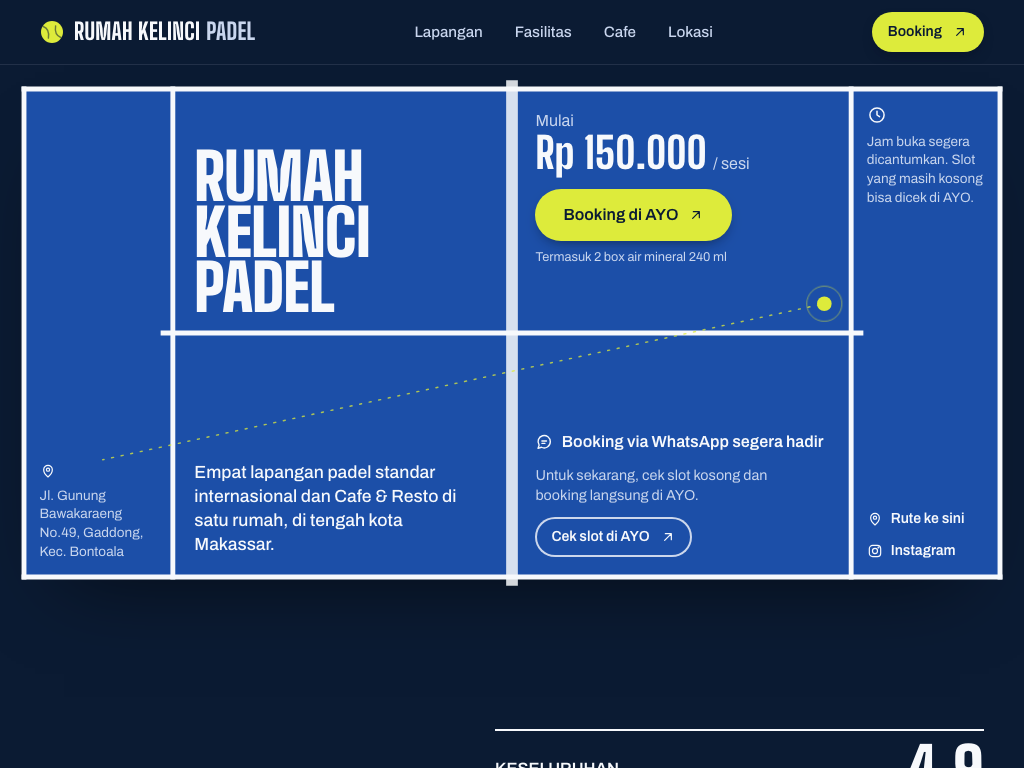 RUMAH KELINCI PADEL
Lapangan
Fasilitas
Cafe
Lokasi
Booking
RUMAH
KELINCI
PADEL
Mulai
Rp 150.000 / sesi
Booking di AYO
Termasuk 2 box air mineral 240 ml
Jam buka segera
dicantumkan. Slot
yang masih kosong
bisa dicek di AYO.
Jl. Gunung
Bawakaraeng
No.49, Gaddong,
Kec. Bontoala
Empat lapangan padel standar
internasional dan Cafe & Resto di
satu rumah, di tengah kota
Makassar.
Booking via WhatsApp segera hadir
Untuk sekarang, cek slot kosong dan
booking langsung di AYO.
Cek slot di AYO
Rute ke sini
Instagram
KESELURUHAN
4,9